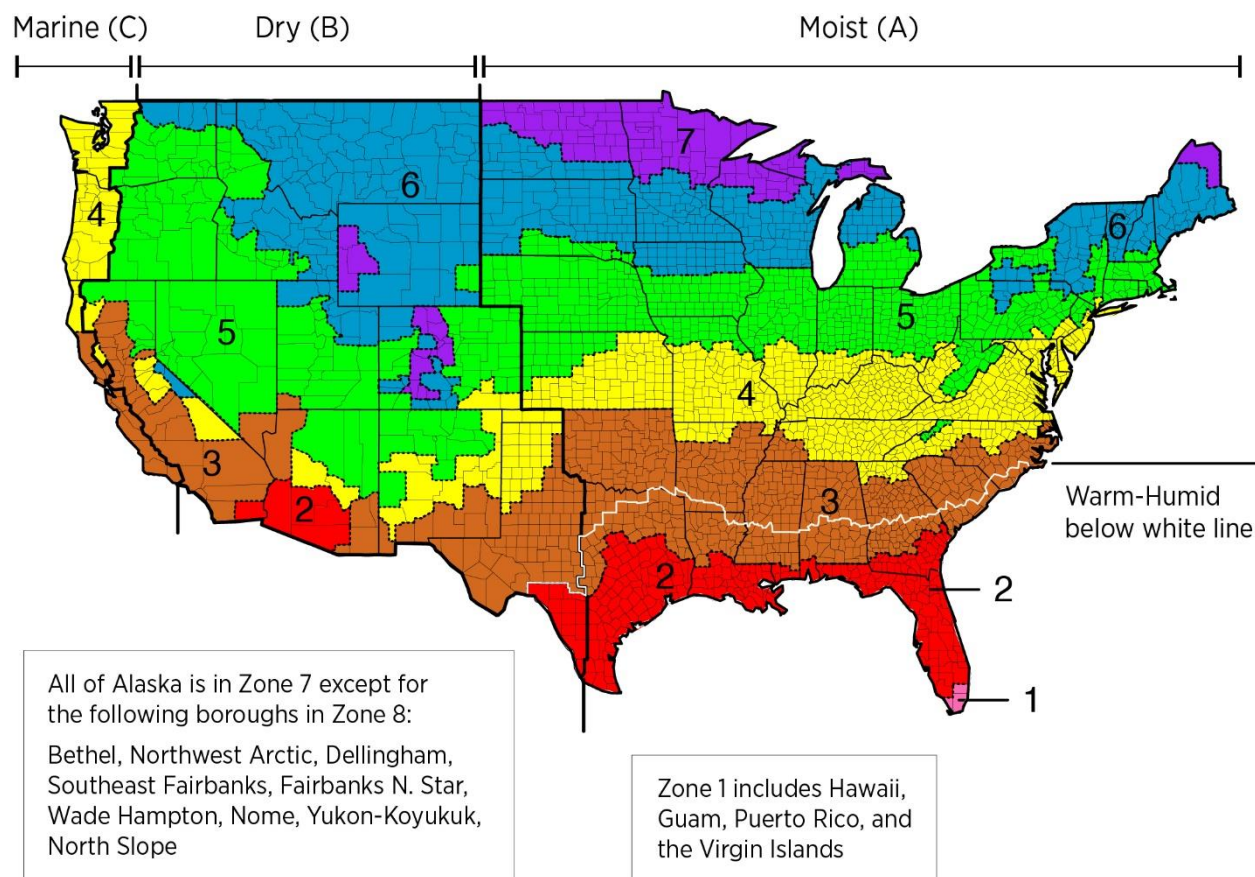 Marine (C)
Dry (B)
Moist (A)
7
6
6
4
5
5
4
3
3
2
2
Warm-Humid
below white line
2
1
All of Alaska is in Zone 7 except for
the following boroughs in Zone 8:
Bethel, Northwest Arctic, Dellingham,
Southeast Fairbanks, Fairbanks N. Star,
Wade Hampton, Nome, Yukon-Koyukuk,
North Slope
Zone 1 includes Hawaii,
Guam, Puerto Rico, and
the Virgin Islands